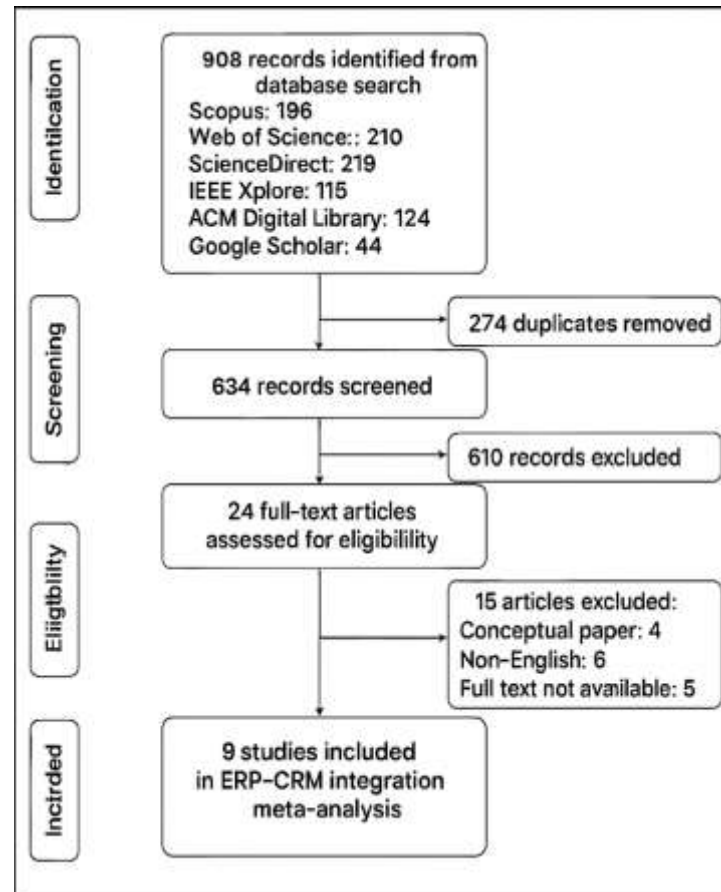 Identilcation
908 records identified from
database search
Scopus: 196
Web of Science:: 210
ScienceDirect: 219
IEEE Xplore: 115
ACM Digital Library: 124
Google Scholar: 44
274 duplicates removed
Screening
634 records screened
610 records excluded
24 full-text articles
assessed for eligibilility
Eliigtblity
15 articles excluded:
Conceptual paper: 4
Non-English: 6
Full text not available: 5
Inctrded
9 studies included
in ERP-CRM integration
meta-analysis